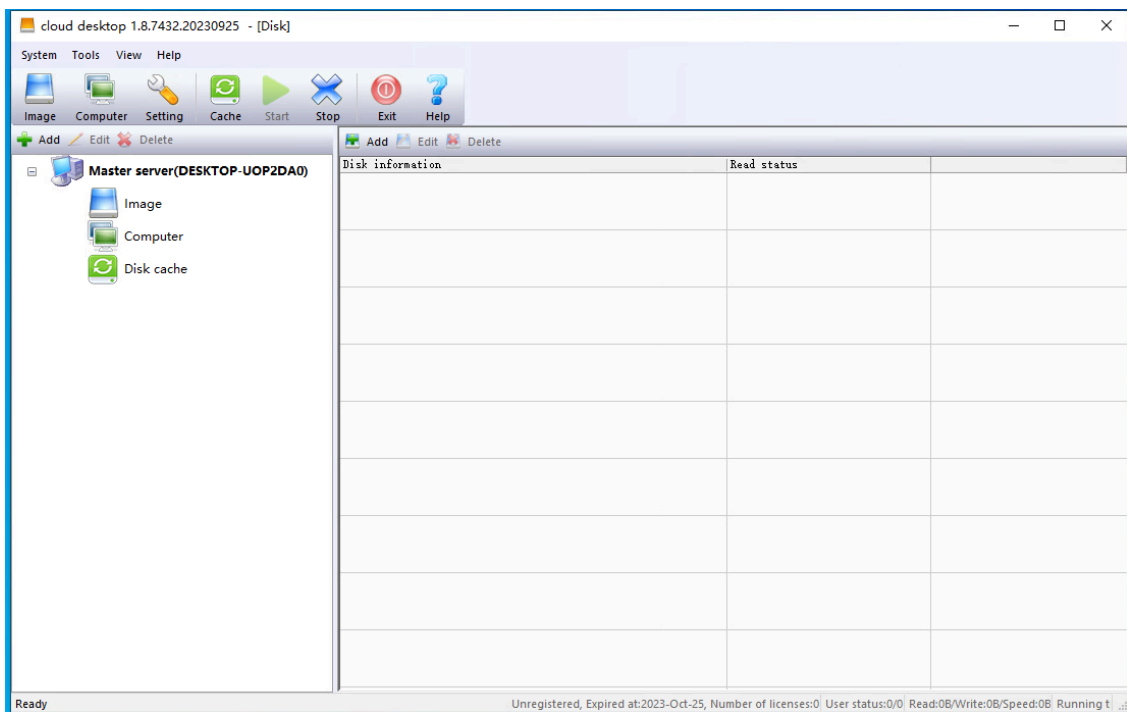 cloud desktop 1.8.7432.20230925 - [Disk]
System Tools View Help
Image Computer Setting Cache Start Stop Exit Help
Add Edit Delete
Add Edit Delete
Master server(DESKTOP-UOP2DA0)
Image
Computer
Disk cache
Disk information Read status
Ready Unregistered, Expired at:2023-Oct-25, Number of licenses:0 User status:0/0 Read:0B/Write:0B/Speed:0B Running t